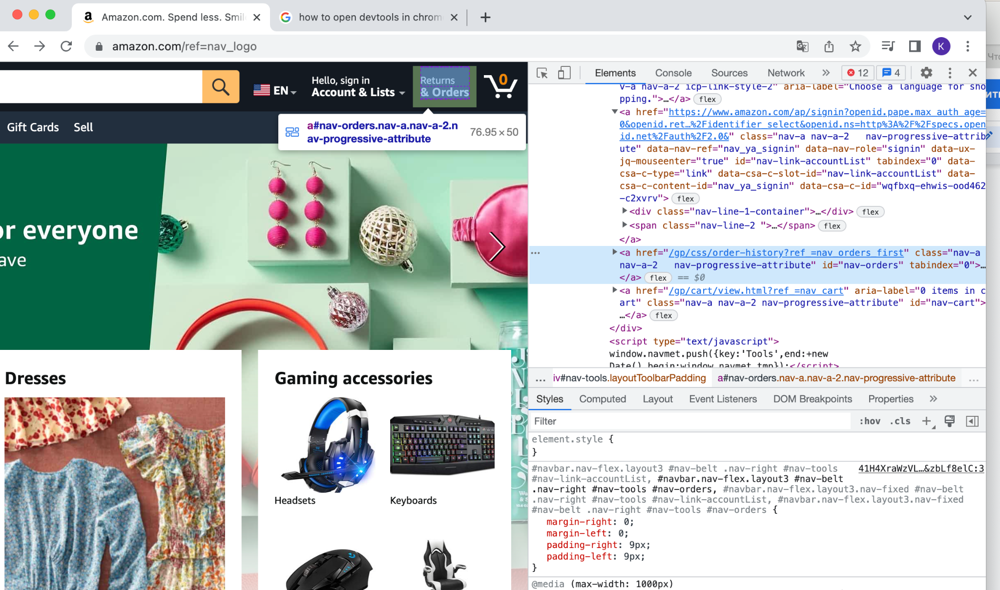 Amazon.com. Spend less. Smil
how to open devtools in chrom
amazon.com/ref=nav_logo
K
EN
Hello, sign in
Account & Lists
Returns
& Orders
0
Gift Cards Sell
a#nav-orders.nav-a.nav-a-2.n
av-progressive-attribute
76.95 × 50
or everyone
ave
Dresses
Gaming accessories
Headsets
Keyboards
Elements Console Sources Network » 12 4
v-a nav-a-2 icp-link-style-2" aria-label="Choose a language for sho
pping.">…</a> flex
<a href="https://www.amazon.com/ap/signin?openid.pape.max_auth_age=
0&openid.ret…%2Fidentifier_select&openid.ns=http%3A%2F%2Fspecs.open
id.net%2Fauth%2F2.0&" class="nav-a nav-a-2   nav-progressive-attrib
ute" data-nav-ref="nav_ya_signin" data-nav-role="signin" data-ux-
jq-mouseenter="true" id="nav-link-accountList" tabindex="0" data-
csa-c-type="link" data-csa-c-slot-id="nav-link-accountList" data-
csa-c-content-id="nav_ya_signin" data-csa-c-id="wqfbxq-ehwis-ood462
-c2xvrv"> flex
<div class="nav-line-1-container">…</div> flex
<span class="nav-line-2 ">…</span> flex
</a>
<a href="/gp/css/order-history?ref_=nav_orders_first" class="nav-a
nav-a-2   nav-progressive-attribute" id="nav-orders" tabindex="0">…
</a> flex == $0
<a href="/gp/cart/view.html?ref_=nav_cart" aria-label="0 items in c
art" class="nav-a nav-a-2 nav-progressive-attribute" id="nav-cart">
…</a> flex
</div>
<script type="text/javascript">
window.navmet.push({key:'Tools',end:+new
Date(),begin:window.navmet.tmp});</script>
… iv#nav-tools.layoutToolbarPadding a#nav-orders.nav-a.nav-a-2.nav-progressive-attribute …
Styles Computed Layout Event Listeners DOM Breakpoints Properties »
Filter :hov .cls +
element.style {
}
#navbar.nav-flex.layout3 #nav-belt .nav-right #nav-tools 41H4XraWzVL…&zbLf8elC:3
#nav-link-accountList, #navbar.nav-flex.layout3 #nav-belt
.nav-right #nav-tools #nav-orders, #navbar.nav-flex.layout3.nav-fixed #nav-belt
.nav-right #nav-tools #nav-link-accountList, #navbar.nav-flex.layout3.nav-fixed
#nav-belt .nav-right #nav-tools #nav-orders {
margin-right: 0;
margin-left: 0;
padding-right: 9px;
padding-left: 9px;
}
@media (max-width: 1000px)